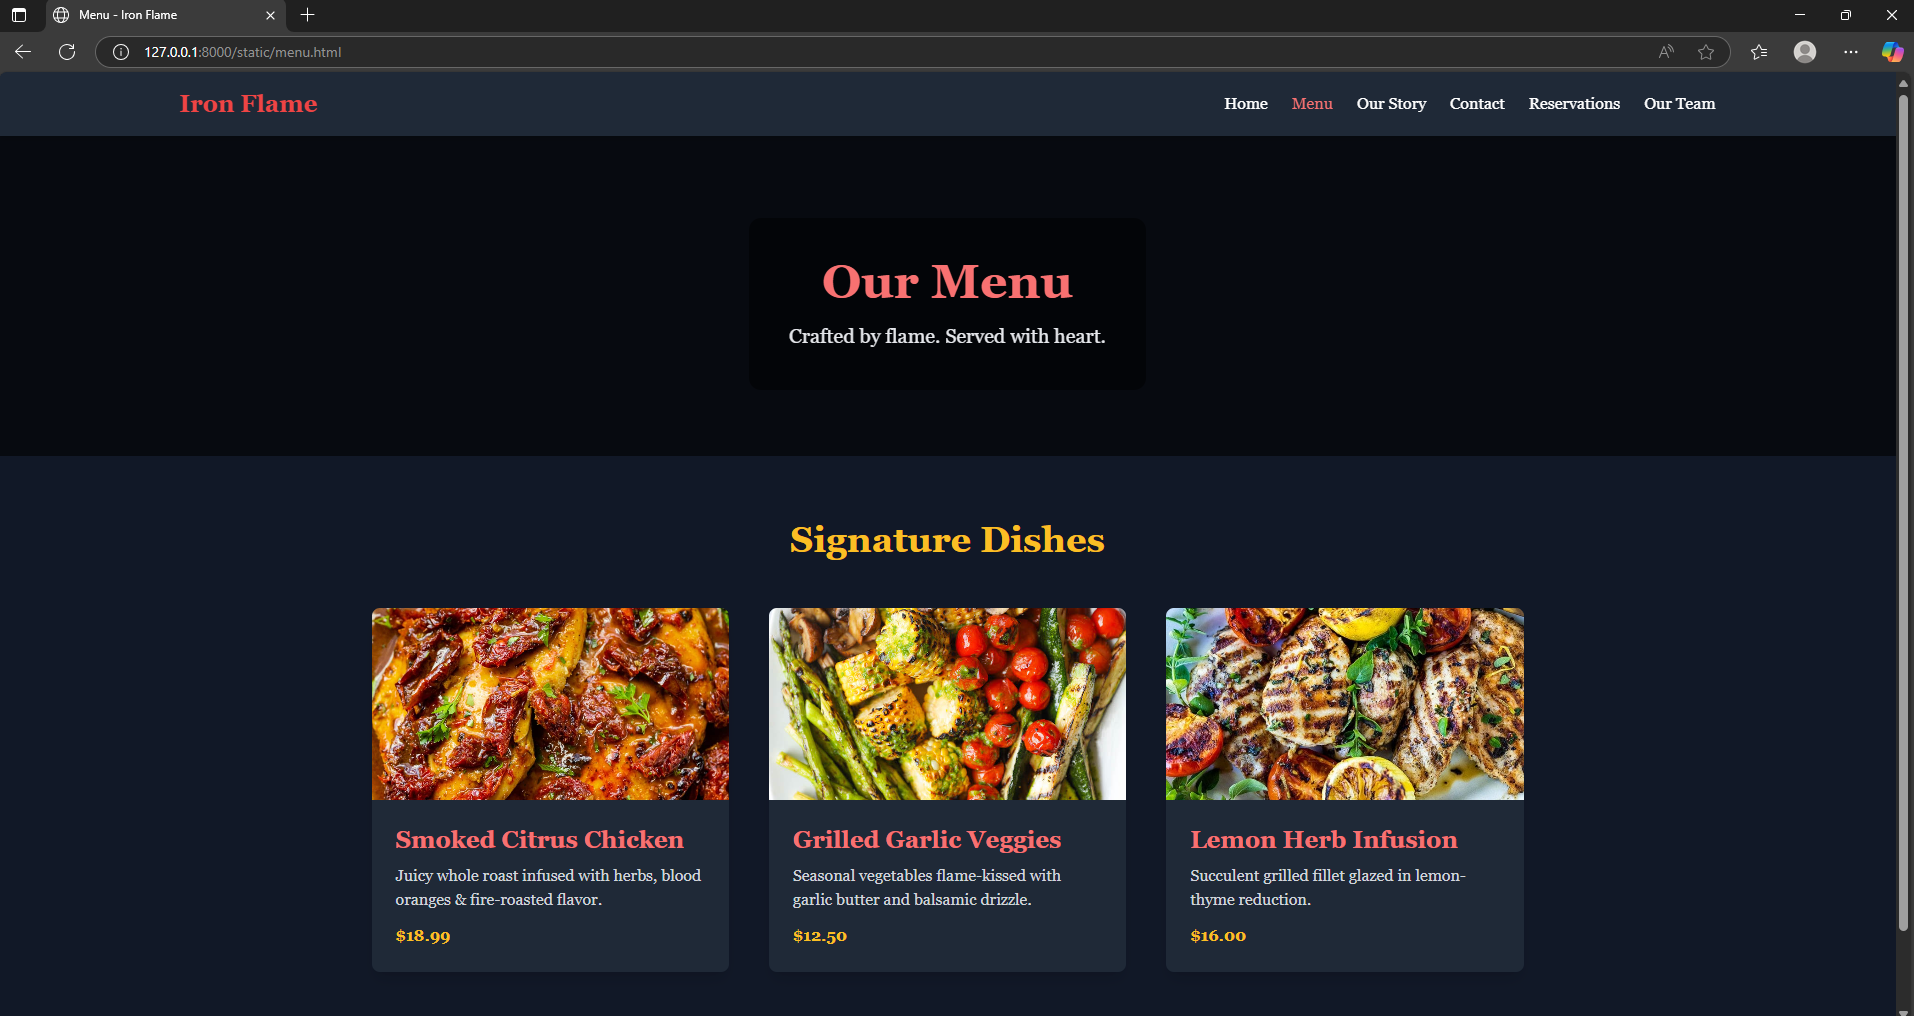 Menu - Iron Flame
127.0.0.1:8000/static/menu.html
Iron Flame
Home Menu Our Story Contact Reservations Our Team
Our Menu
Crafted by flame. Served with heart.
Signature Dishes
Smoked Citrus Chicken
Juicy whole roast infused with herbs, blood
oranges & fire-roasted flavor.
$18.99
Grilled Garlic Veggies
Seasonal vegetables flame-kissed with
garlic butter and balsamic drizzle.
$12.50
Lemon Herb Infusion
Succulent grilled fillet glazed in lemon-
thyme reduction.
$16.00